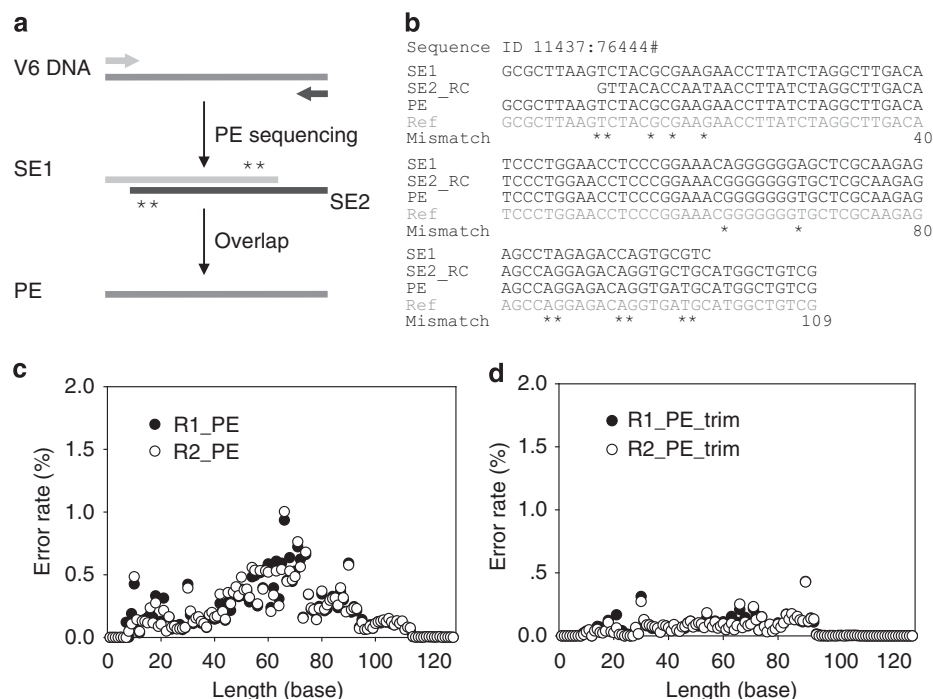 a
V6 DNA
PE sequencing
SE1
**
**
SE2
Overlap
PE
b
Sequence ID 11437:76444#
SE1 GCGCTTAAGTCTACGCGAAGAACCTTATCTAGGCTTGACA
SE2_RC GTTACACCAATAACCTTATCTAGGCTTGACA
PE GCGCTTAAGTCTACGCGAAGAACCTTATCTAGGCTTGACA
Ref GCGCTTAAGTCTACGCGAAGAACCTTATCTAGGCTTGACA
Mismatch ** * * * 40
SE1 TCCCTGGAACCTCCCGGAAACAGGGGGGAGCTCGCAAGAG
SE2_RC TCCCTGGAACCTCCCGGAAACGGGGGGGTGCTCGCAAGAG
PE TCCCTGGAACCTCCCGGAAACGGGGGGGTGCTCGCAAGAG
Ref TCCCTGGAACCTCCCGGAAACGGGGGGGTGCTCGCAAGAG
Mismatch * * 80
SE1 AGCCTAGAGACCAGTGCGTC
SE2_RC AGCCAGGAGACAGGTGCTGCATGGCTGTCG
PE AGCCAGGAGACAGGTGATGCATGGCTGTCG
Ref AGCCAGGAGACAGGTGATGCATGGCTGTCG
Mismatch ** ** ** 109
c
2.0
1.5
1.0
0.5
0.0
Error rate (%)
R1_PE
R2_PE
0 20 40 60 80 100 120
Length (base)
d
2.0
1.5
1.0
.5
0.0
Error rate (%)
R1_PE_trim
R2_PE_trim
0 20 40 60 80 100 120
Length (base)